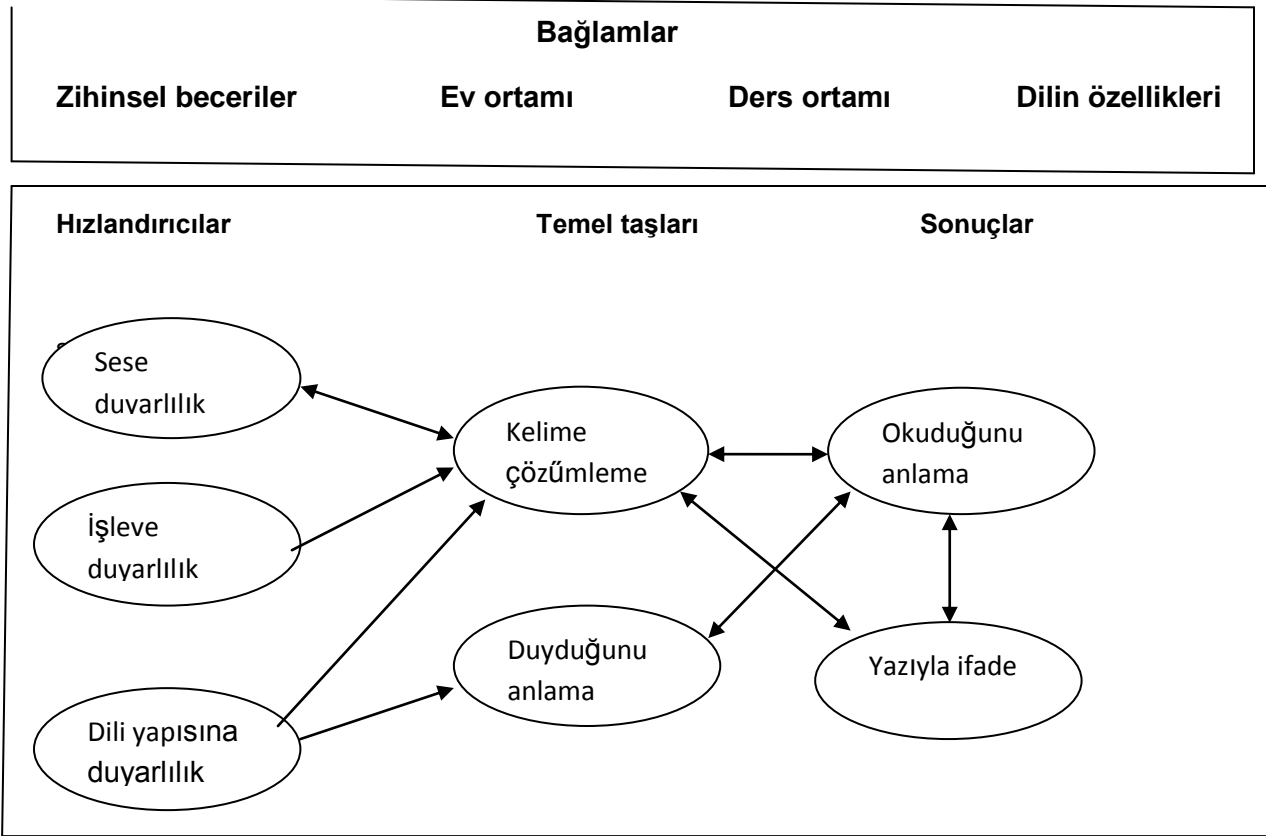 Bağlamlar
Zihinsel beceriler Ev ortamı Ders ortamı Dilin özellikleri
Hızlandırıcılar Temel taşları Sonuçlar
Sese
duyarlılık
Kelime
çözűmleme
Okuduğunu
anlama
İşleve
duyarlılık
Duyduğunu
anlama
Yazıyla ifade
Dili yapısına
duyarlılık